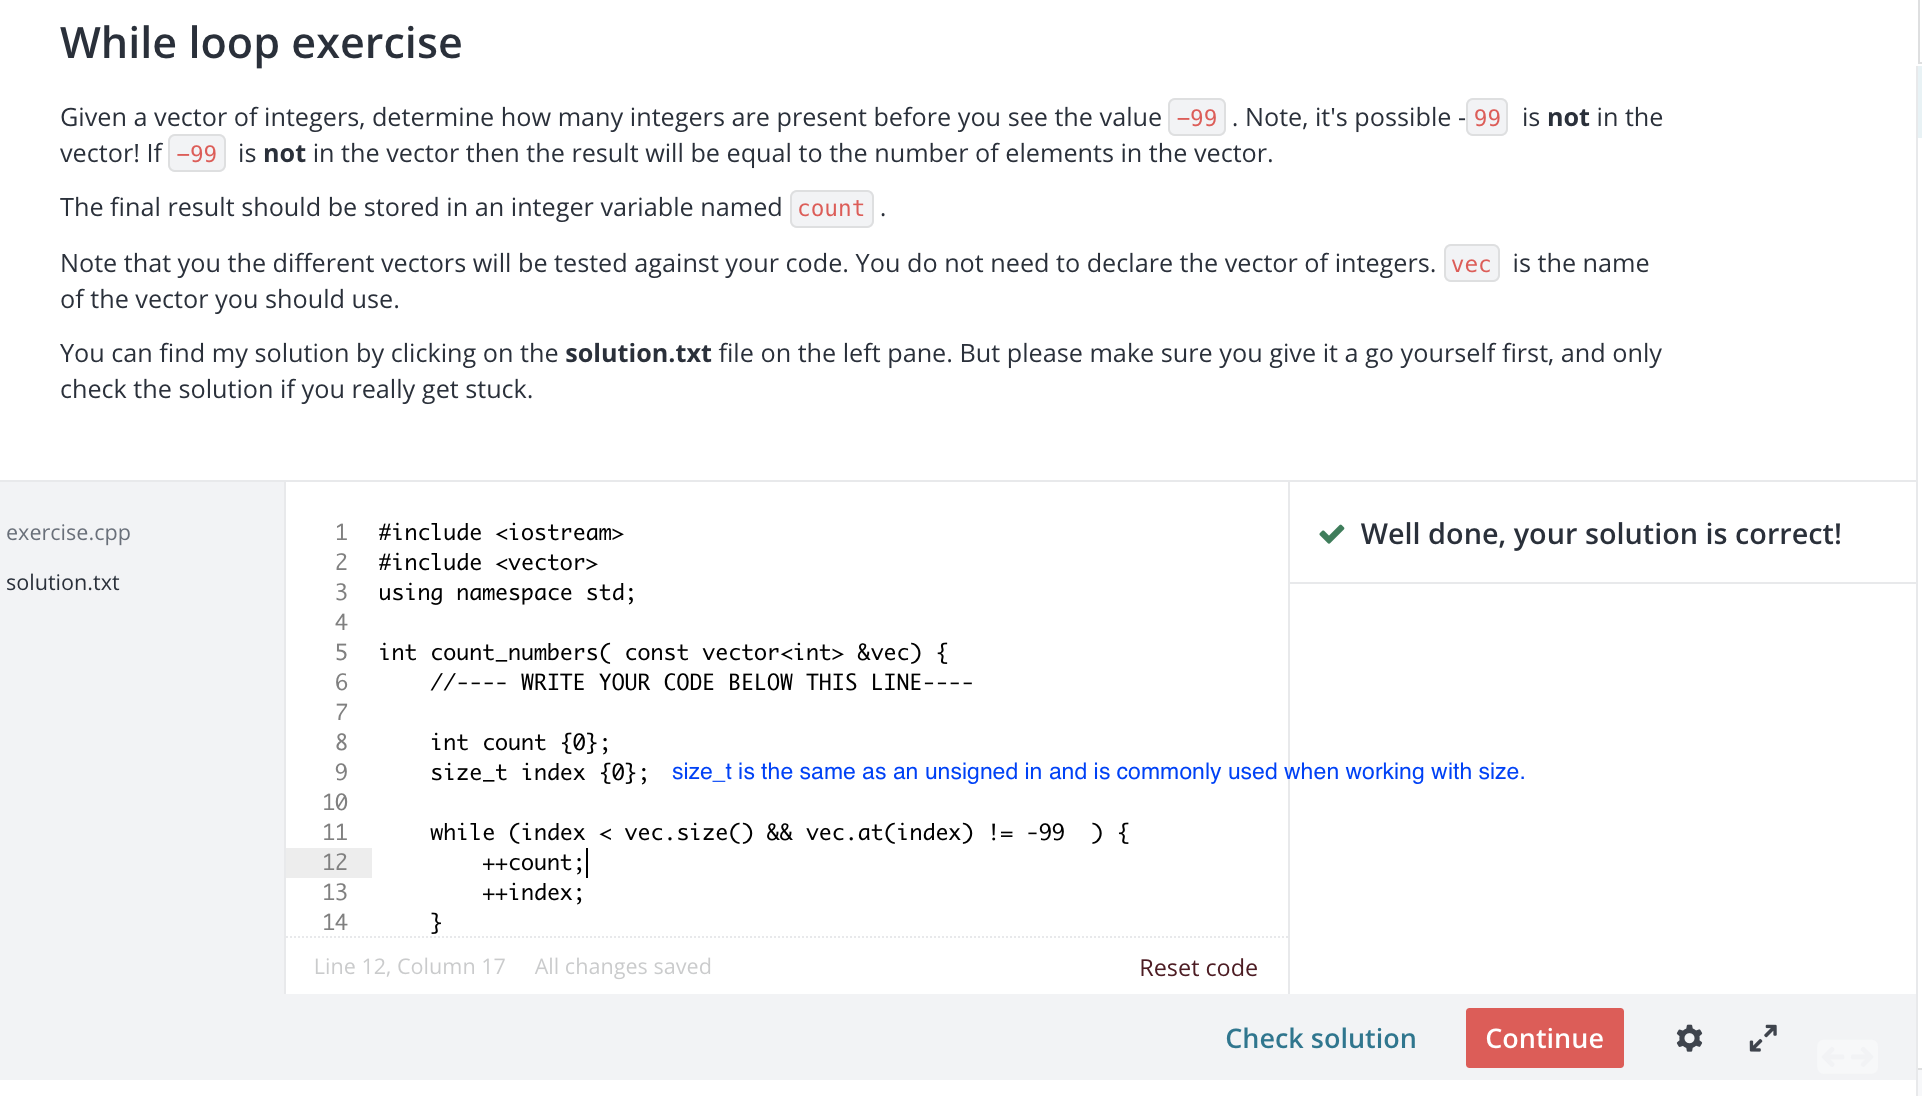 While loop exercise
Given a vector of integers, determine how many integers are present before you see the value -99 . Note, it's possible -99 is not in the
vector! If -99 is not in the vector then the result will be equal to the number of elements in the vector.
The final result should be stored in an integer variable named count .
Note that you the different vectors will be tested against your code. You do not need to declare the vector of integers. vec is the name
of the vector you should use.
You can find my solution by clicking on the solution.txt file on the left pane. But please make sure you give it a go yourself first, and only
check the solution if you really get stuck.
exercise.cpp
solution.txt
1 #include <iostream>
2 #include <vector>
3 using namespace std;
4
5 int count_numbers( const vector<int> &vec) {
6 //---- WRITE YOUR CODE BELOW THIS LINE----
7
8 int count {0};
9 size_t index {0}; size_t is the same as an unsigned in and is commonly used when working with size.
10
11 while (index < vec.size() && vec.at(index) != -99  ) {
12 ++count;
13 ++index;
14 }
Line 12, Column 17 All changes saved
Reset code
Well done, your solution is correct!
Check solution
Continue